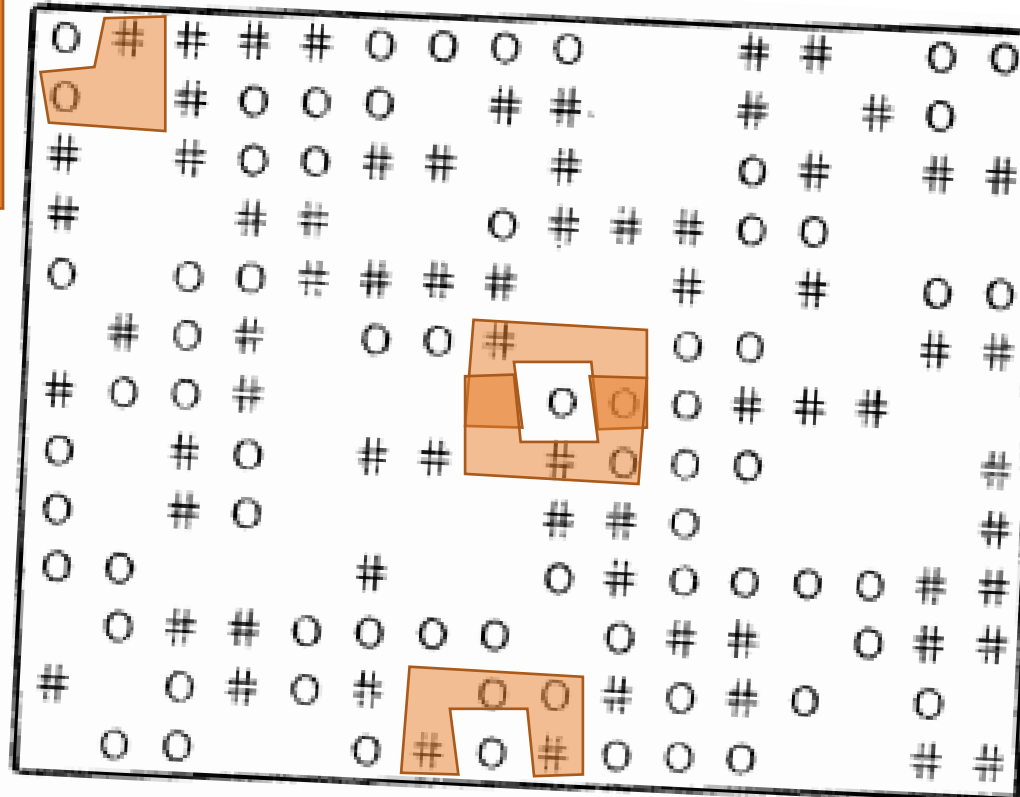 O # # # # O O O O # # O O
O # O O O # # # # O
# # O O # # # O # # #
# # # O # # # O O
O O O # # # # # # O O
# O # O O # O O # #
# O O # O O O # # #
O # O # # # O O O #
O # O # # O #
O O # O # O O O O # #
O # # O O O O O # # O # #
# O # O # O O # O # O O
O O O # O # O O O # #